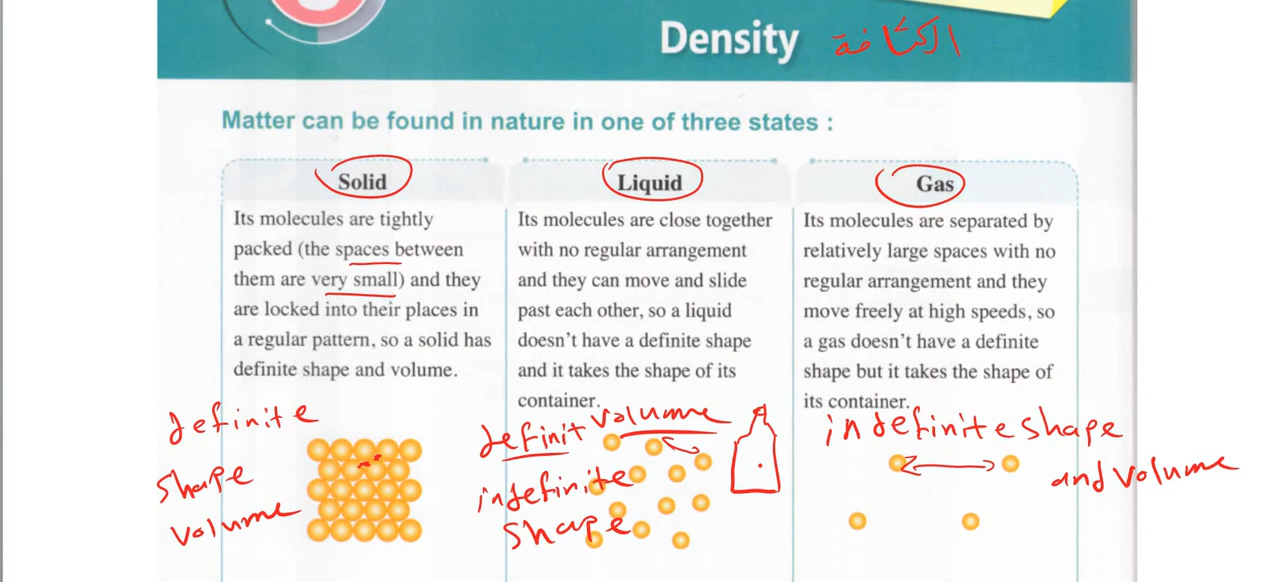 Density الكثافة
Matter can be found in nature in one of three states :
Solid
Its molecules are tightly
packed (the spaces between
them are very small) and they
are locked into their places in
a regular pattern, so a solid has
definite shape and volume.
definite
shape
volume
Liquid
Its molecules are close together
with no regular arrangement
and they can move and slide
past each other, so a liquid
doesn't have a definite shape
and it takes the shape of its
container.
definit volume
indefinite
shape
Gas
Its molecules are separated by
relatively large spaces with no
regular arrangement and they
move freely at high speeds, so
a gas doesn't have a definite
shape but it takes the shape of
its container.
indefinite shape
and volume